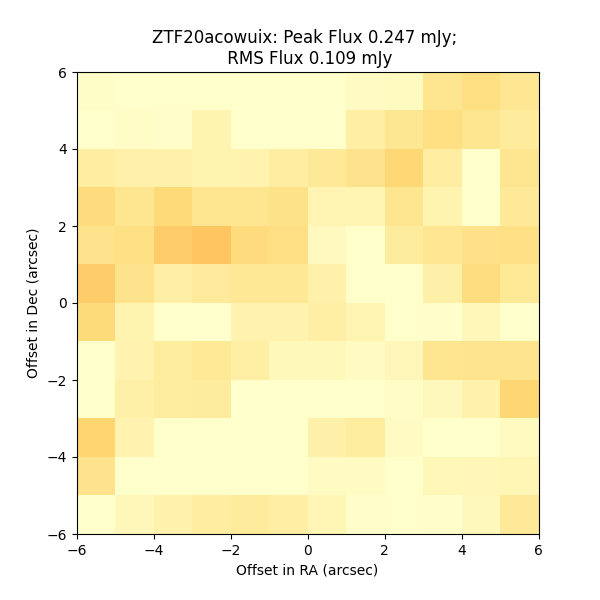 ZTF20acowuix: Peak Flux 0.247 mJy;
RMS Flux 0.109 mJy
6
4
2
0
−2
−4
−6
Offset in Dec (arcsec)
−6 −4 −2 0 2 4 6
Offset in RA (arcsec)